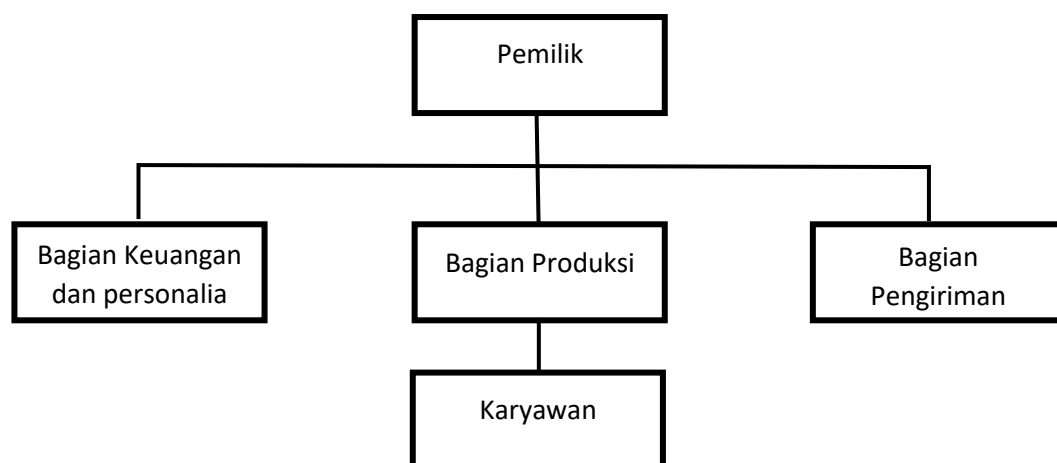 Pemilik
Bagian Keuangan
dan personalia
Bagian Produksi
Bagian
Pengiriman
Karyawan